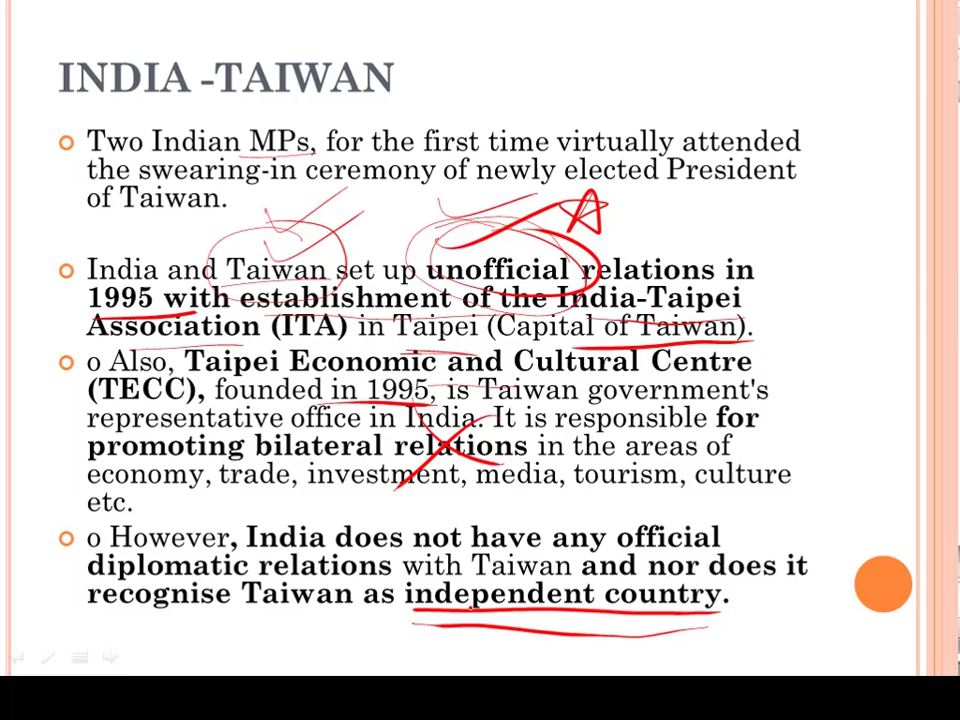 INDIA -TAIWAN
Two Indian MPs, for the first time virtually attended
the swearing-in ceremony of newly elected President
of Taiwan.
India and Taiwan set up unofficial relations in
1995 with establishment of the India-Taipei
Association (ITA) in Taipei (Capital of Taiwan).
o Also, Taipei Economic and Cultural Centre
(TECC), founded in 1995, is Taiwan government's
representative office in India. It is responsible for
promoting bilateral relations in the areas of
economy, trade, investment, media, tourism, culture
etc.
o However, India does not have any official
diplomatic relations with Taiwan and nor does it
recognise Taiwan as independent country.